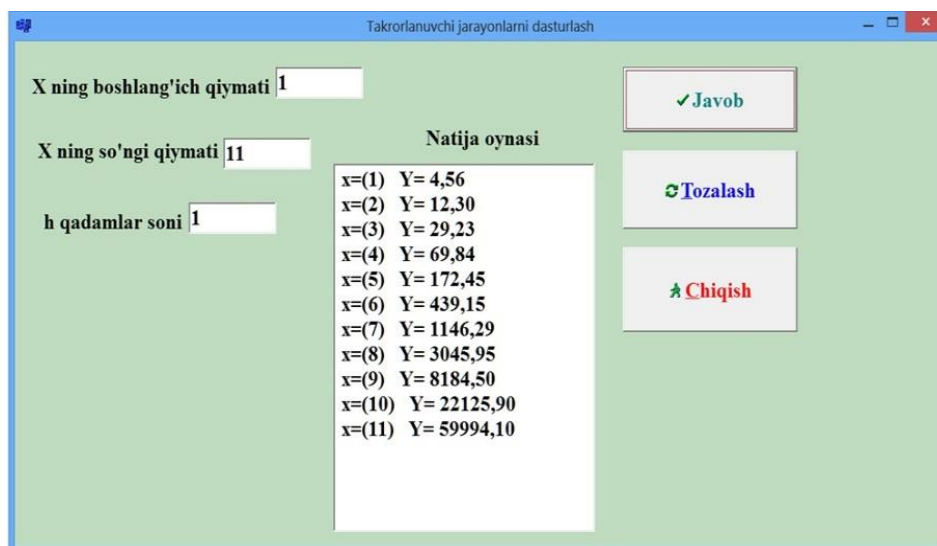 Takrorlanuvchi jarayonlarni dasturlash
X ning boshlang'ich qiymati 1
X ning so'ngi qiymati 11
h qadamlar soni 1
Natija oynasi
x=(1) Y= 4,56
x=(2) Y= 12,30
x=(3) Y= 29,23
x=(4) Y= 69,84
x=(5) Y= 172,45
x=(6) Y= 439,15
x=(7) Y= 1146,29
x=(8) Y= 3045,95
x=(9) Y= 8184,50
x=(10) Y= 22125,90
x=(11) Y= 59994,10
Javob
Tozalash
Chiqish